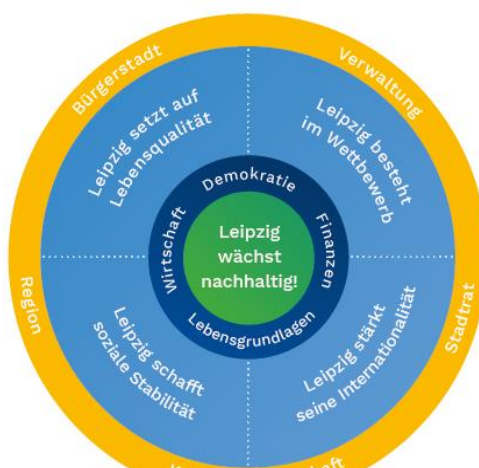 Bürgerstadt
Verwaltung
Leipzig setzt auf
Lebensqualität
Leipzig besteht
im Wettbewerb
Demokratie
Wirtschaft
Finanzen
Leipzig
wächst
nachhaltig!
Lebensgrundlagen
Region
Stadtrat
Leipzig schafft
soziale Stabilität
Leipzig stärkt
seine Internationalität